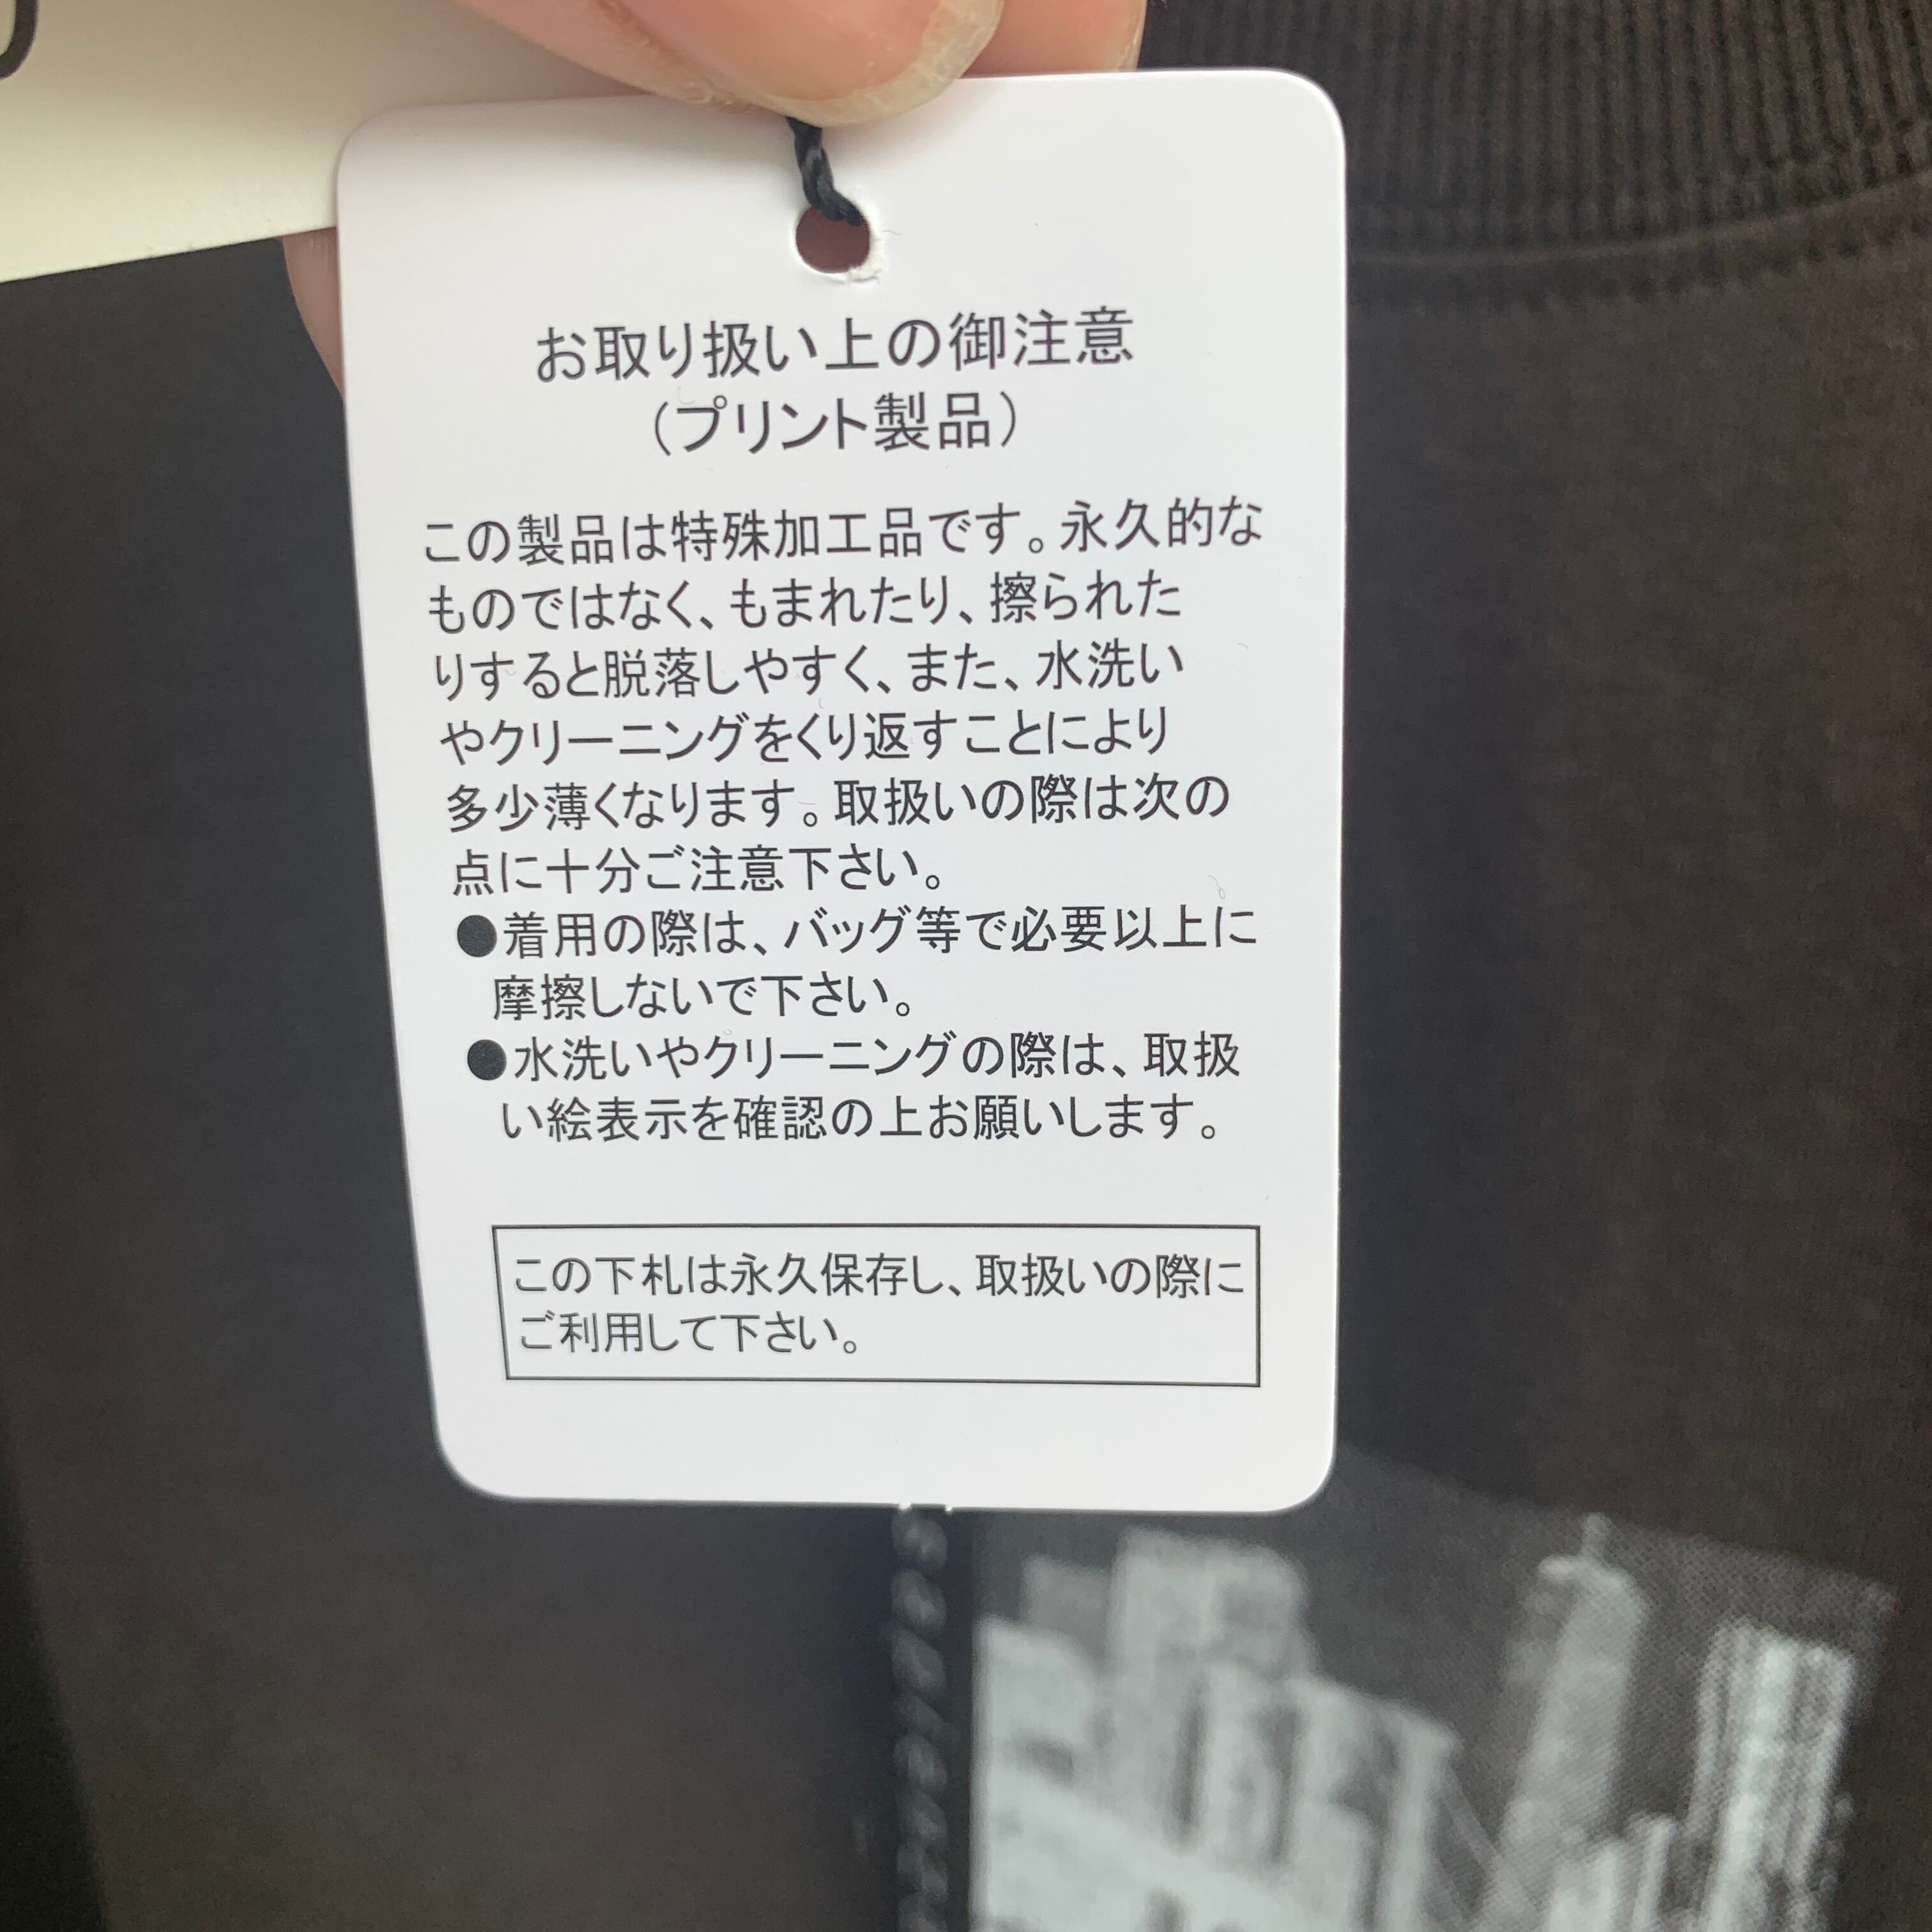 お取り扱い上の御注意
(プリント製品)
この製品は特殊加工品です。永久的な
ものではなく、もまれたり、擦られた
りすると脱落しやすく、また、水洗い
やクリーニングをくり返すことにより
多少薄くなります。取扱いの際は次の
点に十分ご注意下さい。
●着用の際は、バッグ等で必要以上に
摩擦しないで下さい。
●水洗いやクリーニングの際は、取扱
い絵表示を確認の上お願いします。
この下札は永久保存し、取扱いの際に
ご利用して下さい。